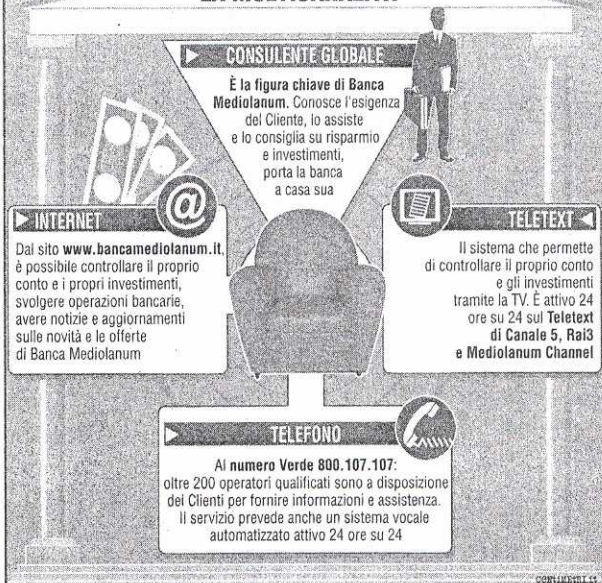 LA MULTICANALITÀ
CONSULENTE GLOBALE
È la figura chiave di Banca
Mediolanum. Conosce l'esigenza
del Cliente, lo assiste
e lo consiglia su risparmio
e investimenti,
porta la banca
a casa sua
@
INTERNET
Dal sito www.bancamediolanum.it,
è possibile controllare il proprio
conto e i propri investimenti,
svolgere operazioni bancarie,
avere notizie e aggiornamenti
sulle novità e le offerte
di Banca Mediolanum
TELETEXT
Il sistema che permette
di controllare il proprio conto
e gli investimenti
tramite la TV. È attivo 24
ore su 24 sul Teletext
di Canale 5, Rai3
e Mediolanum Channel
TELEFONO
Al numero Verde 800.107.107:
oltre 200 operatori qualificati sono a disposizione
dei Clienti per fornire informazioni e assistenza.
Il servizio prevede anche un sistema vocale
automatizzato attivo 24 ore su 24
CENTIMETRI.IT